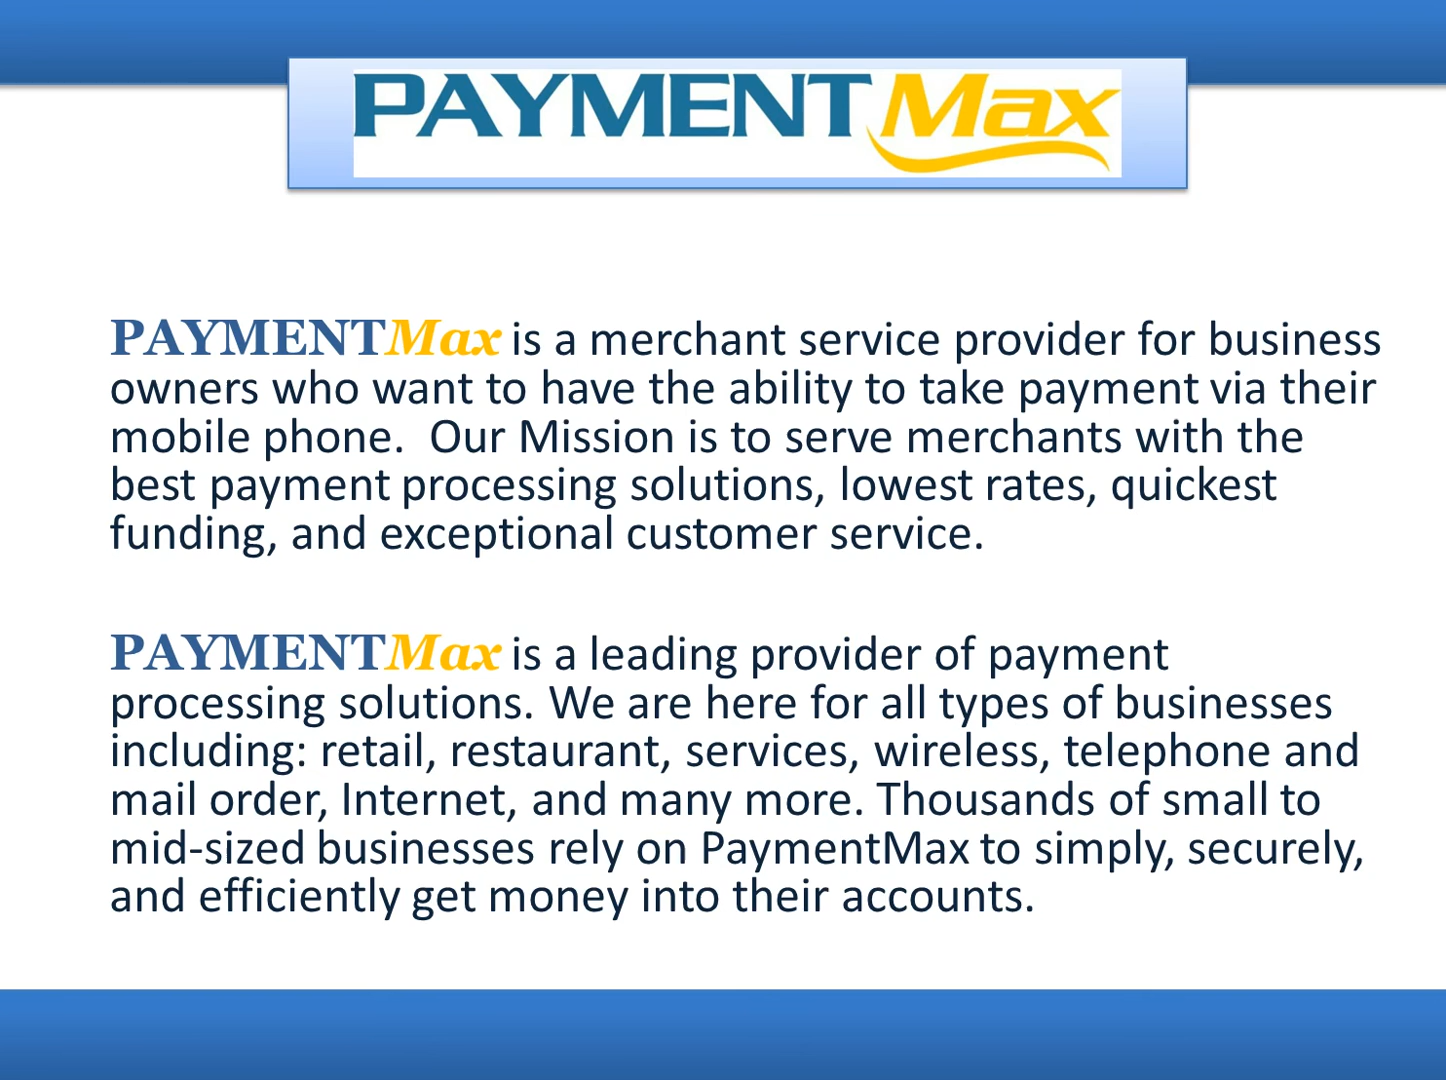 PAYMENTMax
PAYMENTMax is a merchant service provider for business
owners who want to have the ability to take payment via their
mobile phone.  Our Mission is to serve merchants with the
best payment processing solutions, lowest rates, quickest
funding, and exceptional customer service.
PAYMENTMax is a leading provider of payment
processing solutions. We are here for all types of businesses
including: retail, restaurant, services, wireless, telephone and
mail order, Internet, and many more. Thousands of small to
mid-sized businesses rely on PaymentMax to simply, securely,
and efficiently get money into their accounts.